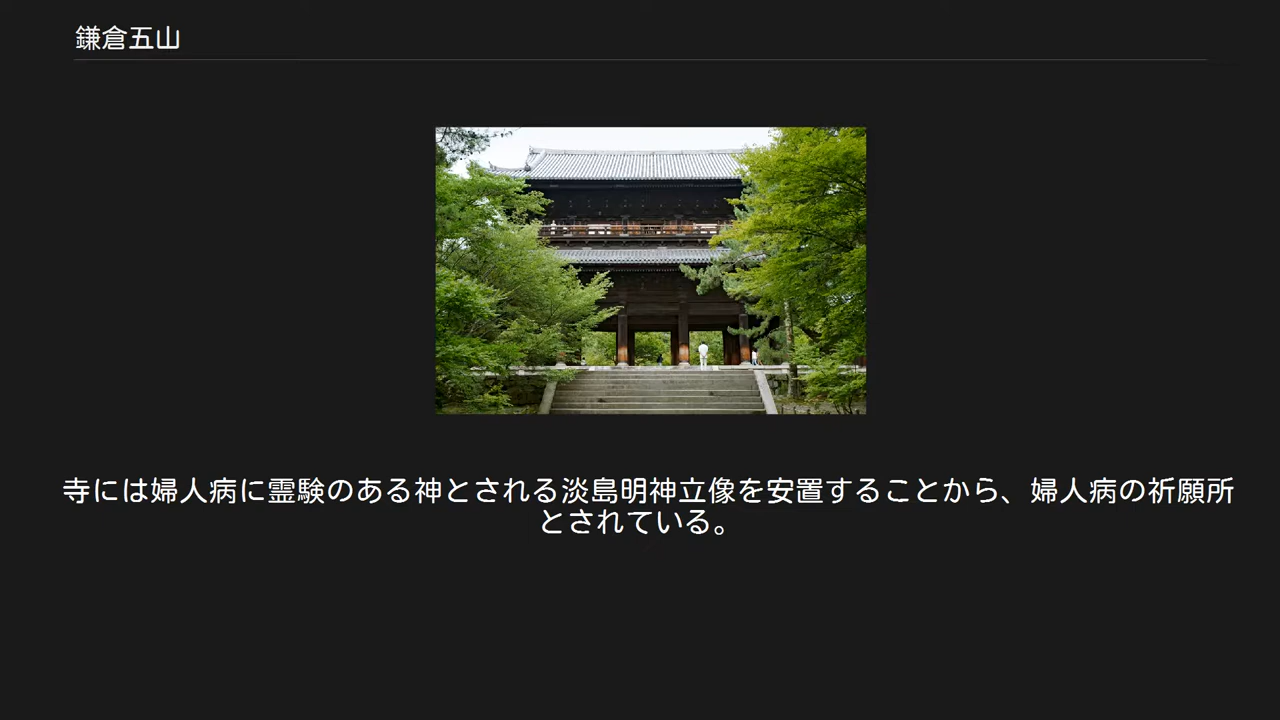 鎌倉五山
寺には婦人病に霊験のある神とされる淡島明神立像を安置することから、婦人病の祈願所
とされている。